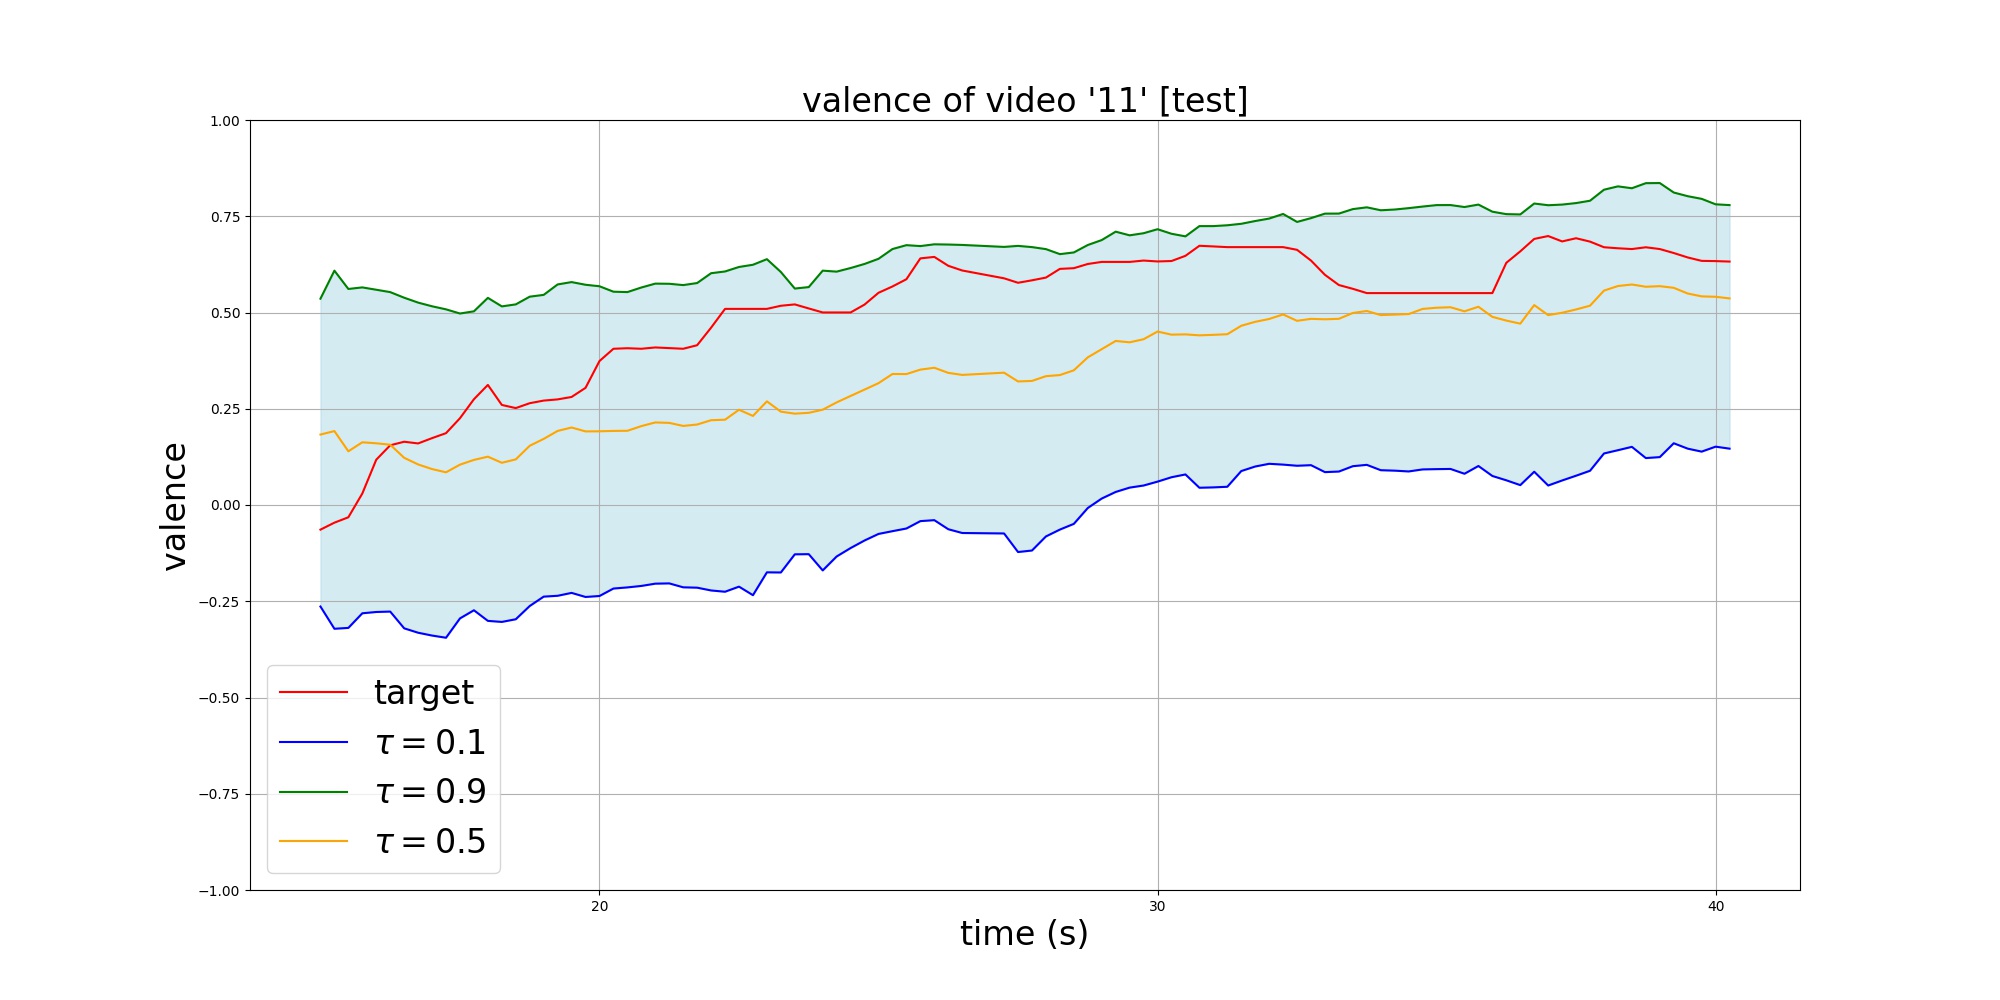 valence of video '11' [test]
1.00
0.75
0.50
0.25
0.00
−0.25
−0.50
−0.75
−1.00
valence
target
τ = 0.1
τ = 0.9
τ = 0.5
20 30 40
time (s)